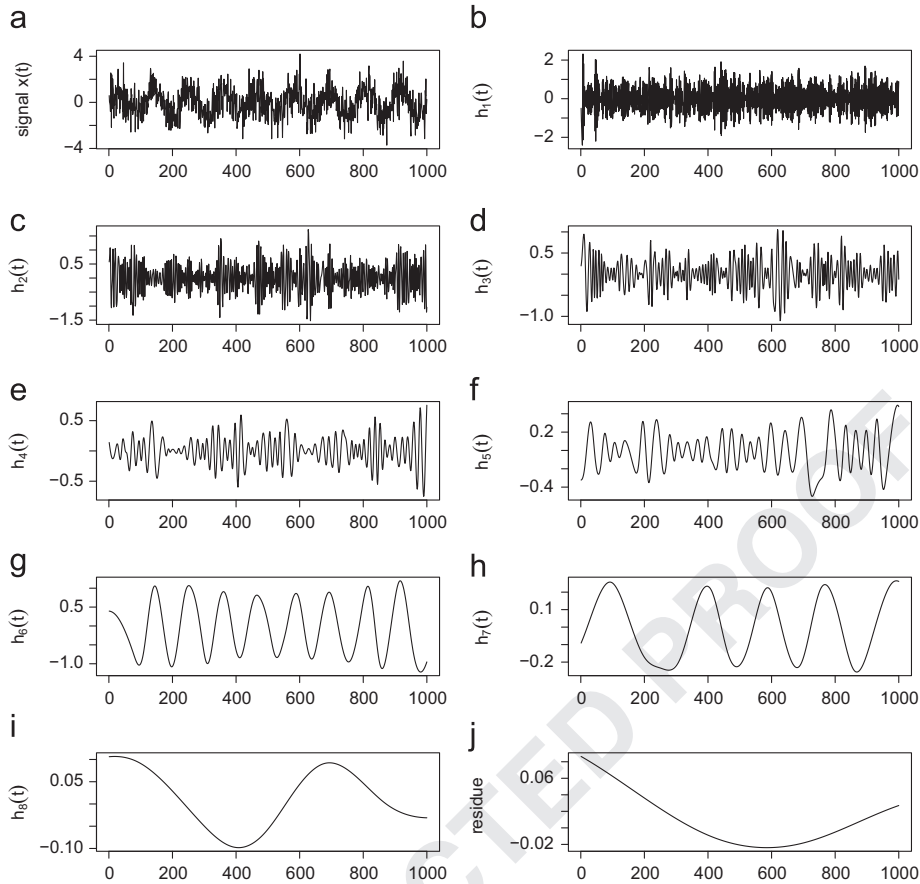 a
signal x(t)
4
0
−4
0 200 400 600 800 1000
b
h1(t)
2
0
−2
0 200 400 600 800 1000
c
h2(t)
0.5
−1.5
0 200 400 600 800 1000
d
h3(t)
0.5
−1.0
0 200 400 600 800 1000
e
h4(t)
0.5
−0.5
0 200 400 600 800 1000
f
h5(t)
0.2
−0.4
0 200 400 600 800 1000
g
h6(t)
0.5
−1.0
0 200 400 600 800 1000
h
h7(t)
0.1
−0.2
0 200 400 600 800 1000
i
h8(t)
0.05
−0.10
0 200 400 600 800 1000
j
residue
0.06
−0.02
0 200 400 600 800 1000
CTED PROOF